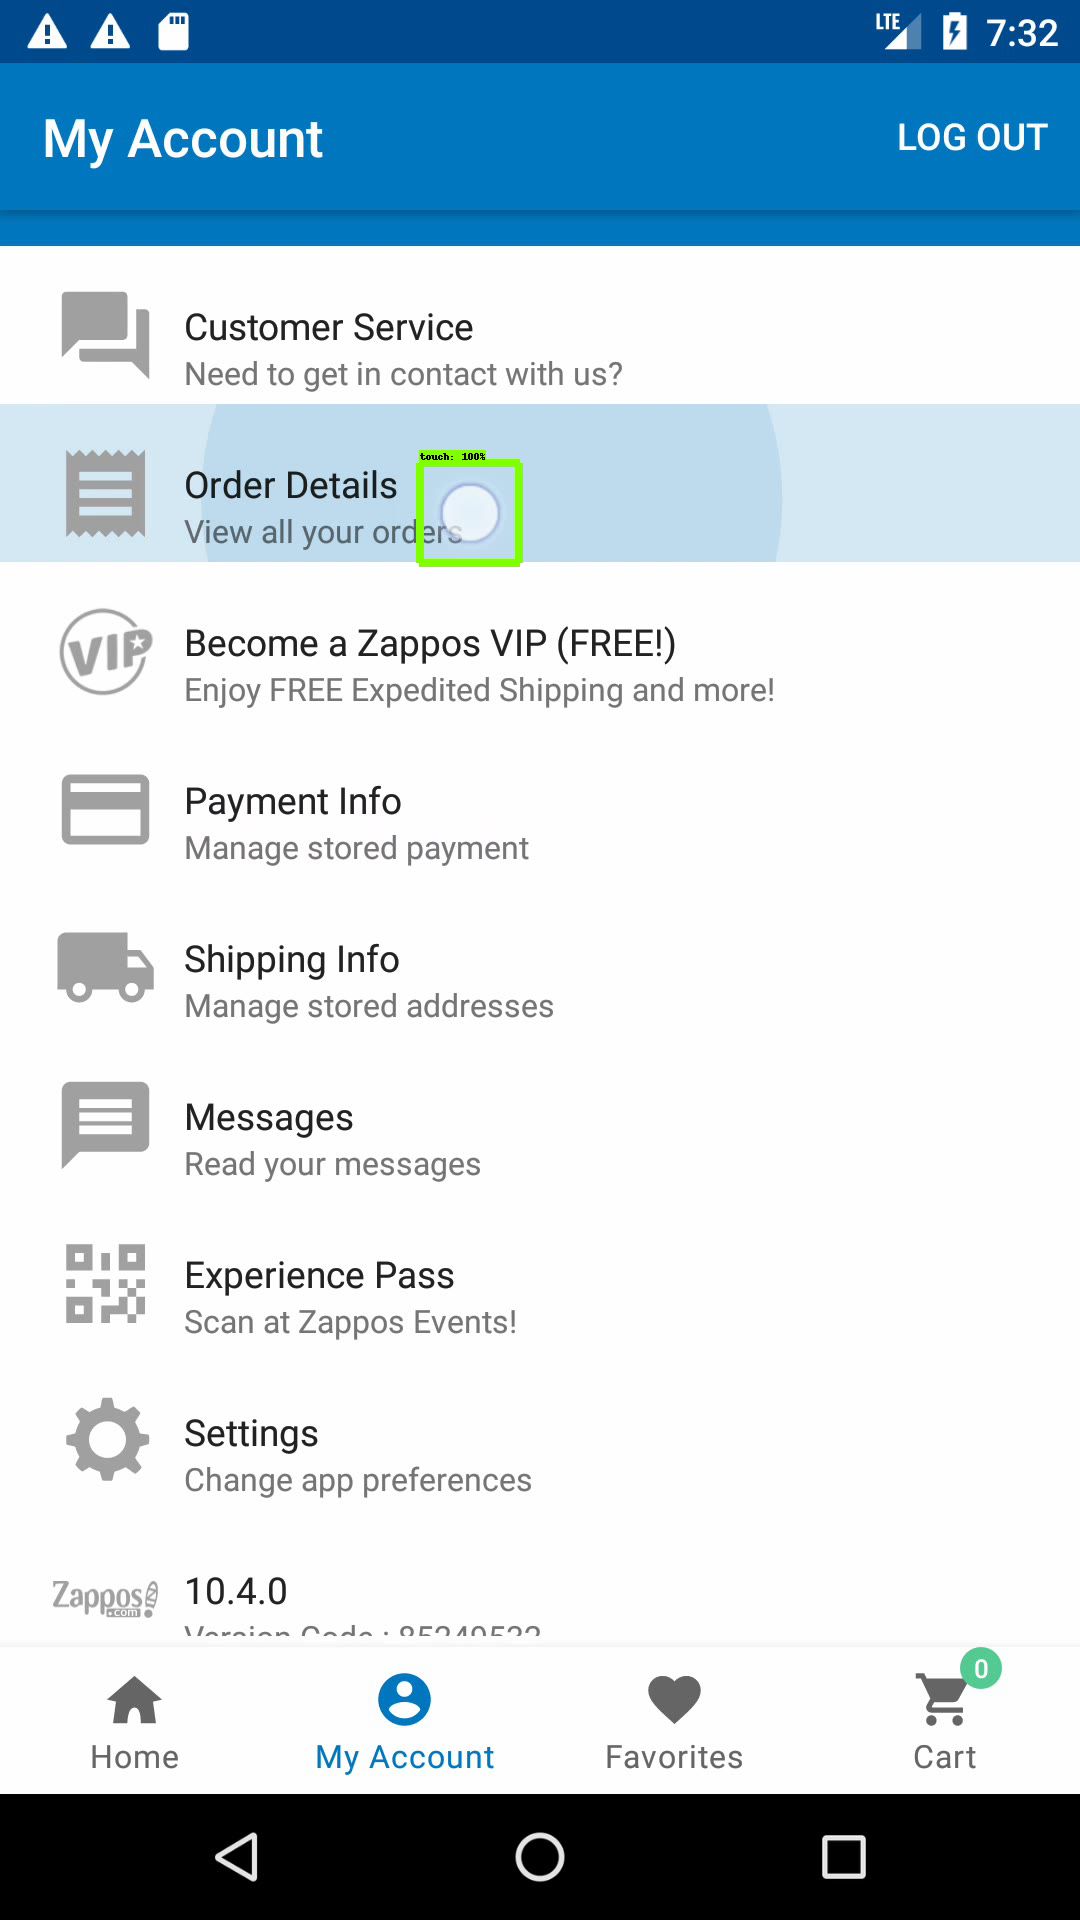 LTE 7:32
My Account LOG OUT
Customer Service
Need to get in contact with us?
touch: 100%
Order Details
View all your orders
VIP
Become a Zappos VIP (FREE!)
Enjoy FREE Expedited Shipping and more!
Payment Info
Manage stored payment
Shipping Info
Manage stored addresses
Messages
Read your messages
Experience Pass
Scan at Zappos Events!
Settings
Change app preferences
Zappos
.com
10.4.0
Version Code : 85249532
0
Home My Account Favorites Cart